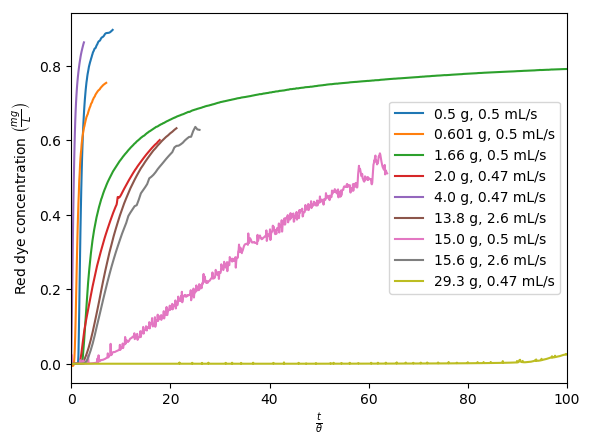 Red dye concentration (mg/L)
0.8
0.6
0.4
0.2
0.0
0 20 40 60 80 100
t/θ
0.5 g, 0.5 mL/s
0.601 g, 0.5 mL/s
1.66 g, 0.5 mL/s
2.0 g, 0.47 mL/s
4.0 g, 0.47 mL/s
13.8 g, 2.6 mL/s
15.0 g, 0.5 mL/s
15.6 g, 2.6 mL/s
29.3 g, 0.47 mL/s